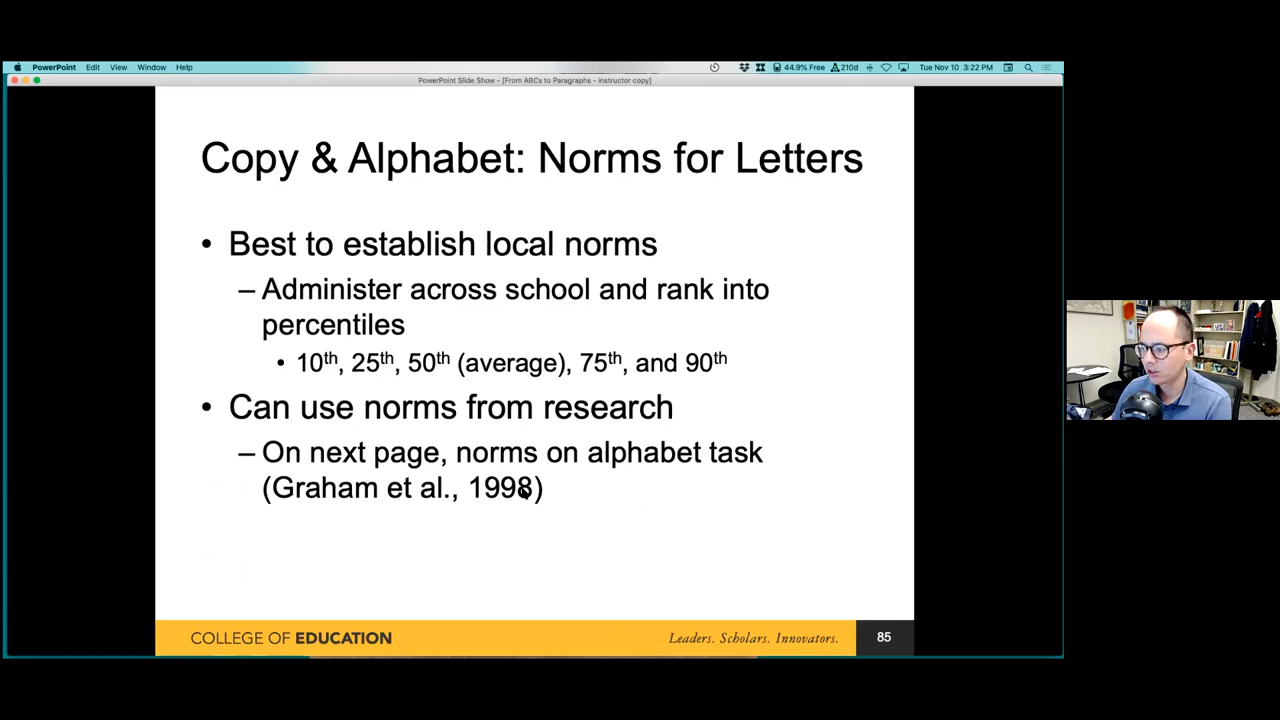 PowerPoint Edit View Window Help 44.9% Free 210d Tue Nov 10 3:22 PM
PowerPoint Slide Show - [From ABCs to Paragraphs - instructor copy]
Copy & Alphabet: Norms for Letters
• Best to establish local norms
– Administer across school and rank into
percentiles
• 10th, 25th, 50th (average), 75th, and 90th
• Can use norms from research
– On next page, norms on alphabet task
(Graham et al., 1998)
COLLEGE OF EDUCATION Leaders. Scholars. Innovators. 85